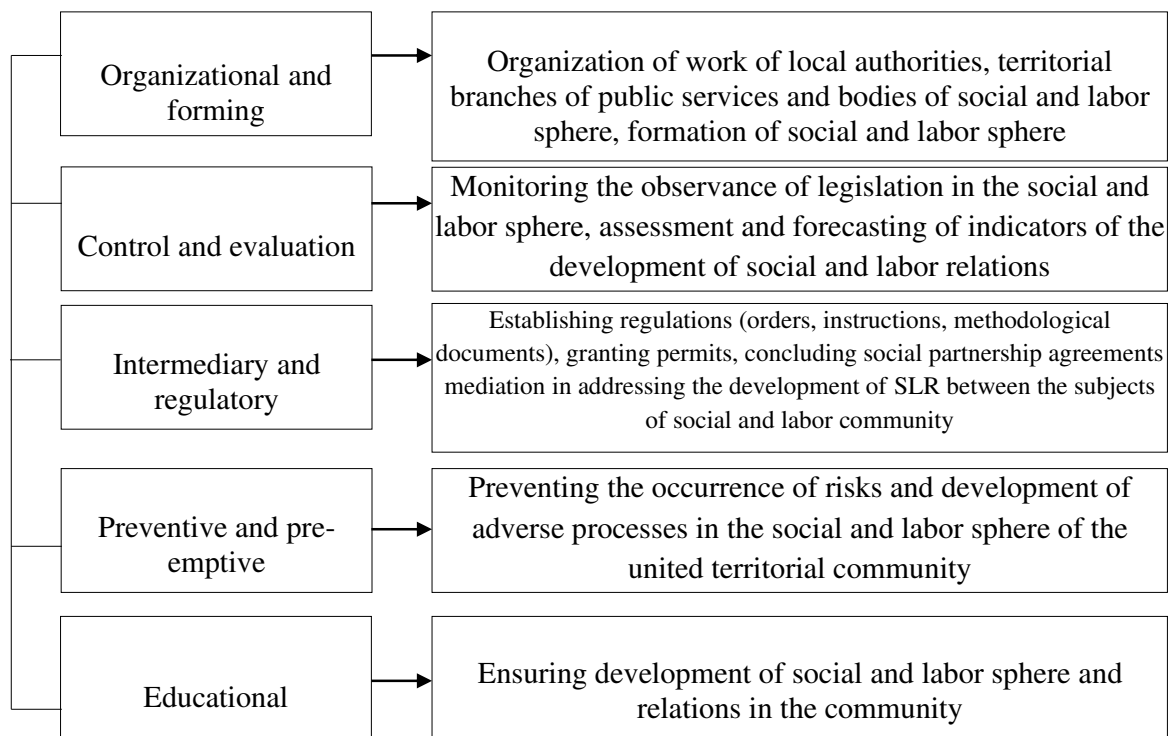 Organizational and
forming
Organization of work of local authorities, territorial
branches of public services and bodies of social and labor
sphere, formation of social and labor sphere
Control and evaluation
Monitoring the observance of legislation in the social and
labor sphere, assessment and forecasting of indicators of the
development of social and labor relations
Intermediary and
regulatory
Establishing regulations (orders, instructions, methodological
documents), granting permits, concluding social partnership agreements
mediation in addressing the development of SLR between the subjects
of social and labor community
Preventive and pre-
emptive
Preventing the occurrence of risks and development of
adverse processes in the social and labor sphere of the
united territorial community
Educational
Ensuring development of social and labor sphere and
relations in the community